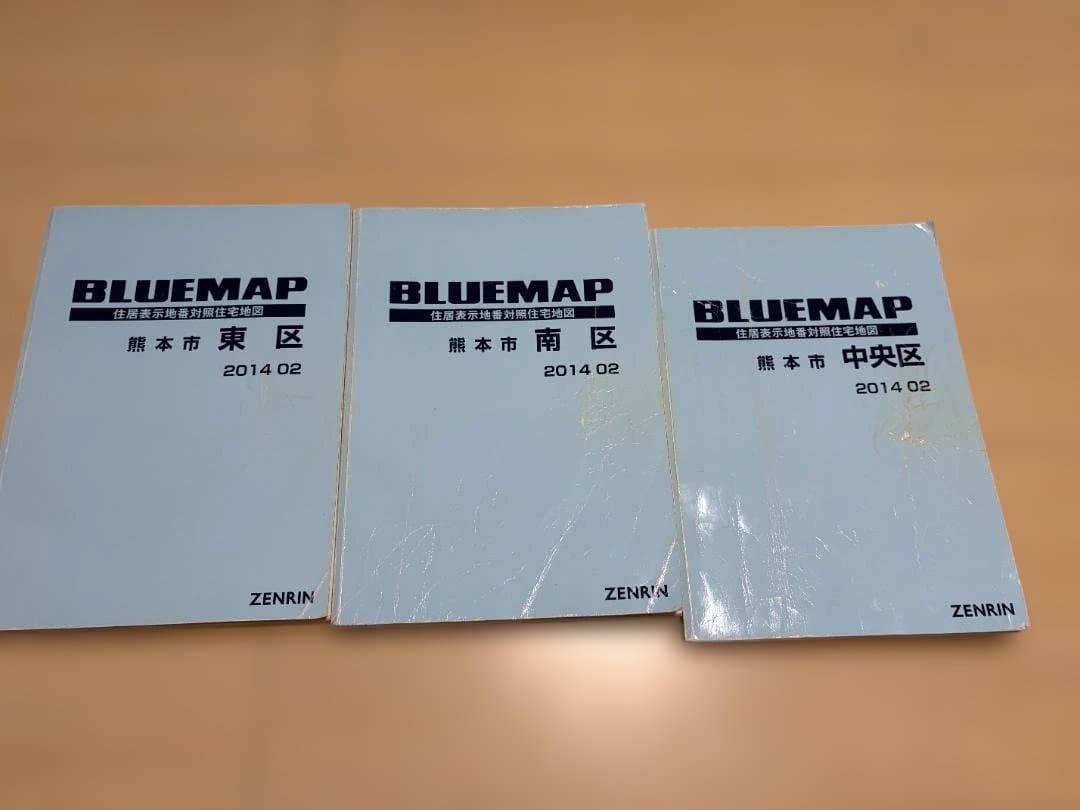 BLUEMAP
住居表示地番対照住宅地図
熊本市 東 区
2014 02
ZENRIN
BLUEMAP
住居表示地番対照住宅地図
熊本市 南 区
2014 02
ZENRIN
BLUEMAP
住居表示地番対照住宅地図
熊本市 中央区
2014 02
ZENRIN